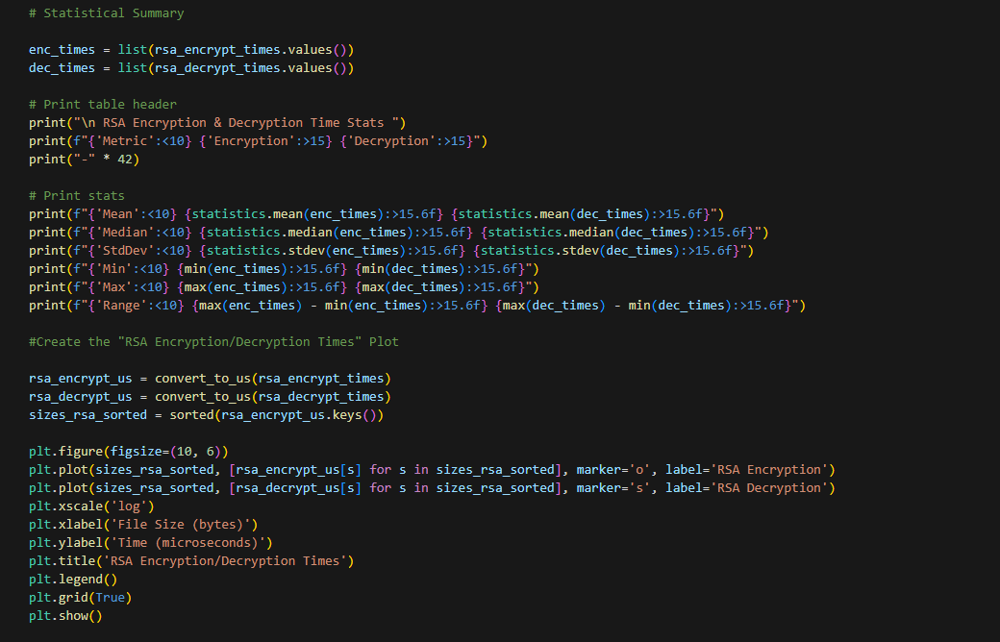 # Statistical Summary
enc_times = list(rsa_encrypt_times.values())
dec_times = list(rsa_decrypt_times.values())
# Print table header
print("\n RSA Encryption & Decryption Time Stats ")
print(f"{'Metric':<10} {'Encryption':>15} {'Decryption':>15}")
print("-" * 42)
# Print stats
print(f"{'Mean':<10} {statistics.mean(enc_times):>15.6f} {statistics.mean(dec_times):>15.6f}")
print(f"{'Median':<10} {statistics.median(enc_times):>15.6f} {statistics.median(dec_times):>15.6f}")
print(f"{'StdDev':<10} {statistics.stdev(enc_times):>15.6f} {statistics.stdev(dec_times):>15.6f}")
print(f"{'Min':<10} {min(enc_times):>15.6f} {min(dec_times):>15.6f}")
print(f"{'Max':<10} {max(enc_times):>15.6f} {max(dec_times):>15.6f}")
print(f"{'Range':<10} {max(enc_times) - min(enc_times):>15.6f} {max(dec_times) - min(dec_times):>15.6f}")
#Create the "RSA Encryption/Decryption Times" Plot
rsa_encrypt_us = convert_to_us(rsa_encrypt_times)
rsa_decrypt_us = convert_to_us(rsa_decrypt_times)
sizes_rsa_sorted = sorted(rsa_encrypt_us.keys())
plt.figure(figsize=(10, 6))
plt.plot(sizes_rsa_sorted, [rsa_encrypt_us[s] for s in sizes_rsa_sorted], marker='o', label='RSA Encryption')
plt.plot(sizes_rsa_sorted, [rsa_decrypt_us[s] for s in sizes_rsa_sorted], marker='s', label='RSA Decryption')
plt.xscale('log')
plt.xlabel('File Size (bytes)')
plt.ylabel('Time (microseconds)')
plt.title('RSA Encryption/Decryption Times')
plt.legend()
plt.grid(True)
plt.show()